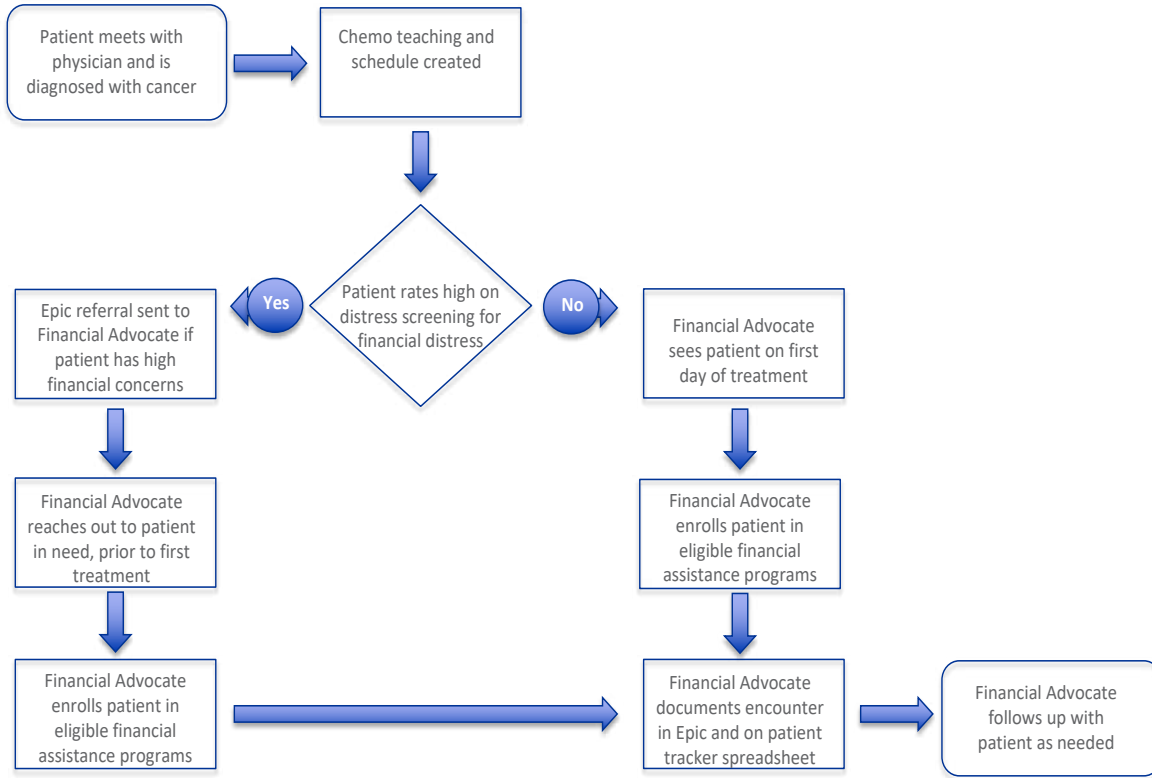 Patient meets with
physician and is
diagnosed with cancer
Chemo teaching and
schedule created
Patient rates high on
distress screening for
financial distress
Yes
No
Epic referral sent to
Financial Advocate if
patient has high
financial concerns
Financial Advocate
sees patient on first
day of treatment
Financial Advocate
reaches out to patient
in need, prior to first
treatment
Financial Advocate
enrolls patient in
eligible financial
assistance programs
Financial Advocate
enrolls patient in
eligible financial
assistance programs
Financial Advocate
documents encounter
in Epic and on patient
tracker spreadsheet
Financial Advocate
follows up with
patient as needed